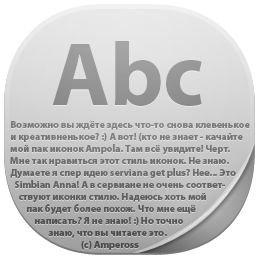 Abc
Возможно вы ждёте здесь что-то снова клевенькое
и креативненькое? :) А вот! (кто не знает - качайте
мой пак иконок Ampola. Там всё увидите! Черт.
Мне так нравиться этот стиль иконок. Не знаю.
Думаете я спер идею serviana get plus? Нее... Это
Simbian Anna! А в сервиане не очень соответ-
ствуют иконки стилю. Надеюсь хоть мой
пак будет более похож. Что мне ещё
написать? Я не знаю! :) Но точно
знаю, что вы читаете это.
(c) Ampeross